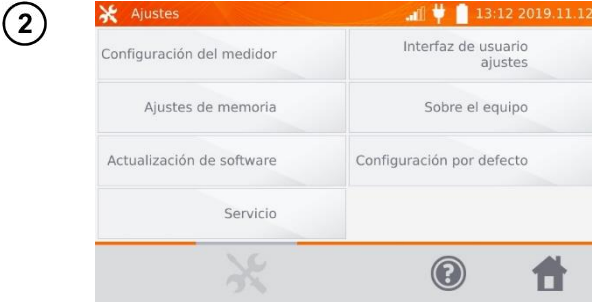 2
Ajustes
13:12 2019.11.12
Configuración del medidor
Interfaz de usuario
ajustes
Ajustes de memoria
Sobre el equipo
Actualización de software
Configuración por defecto
Servicio
?